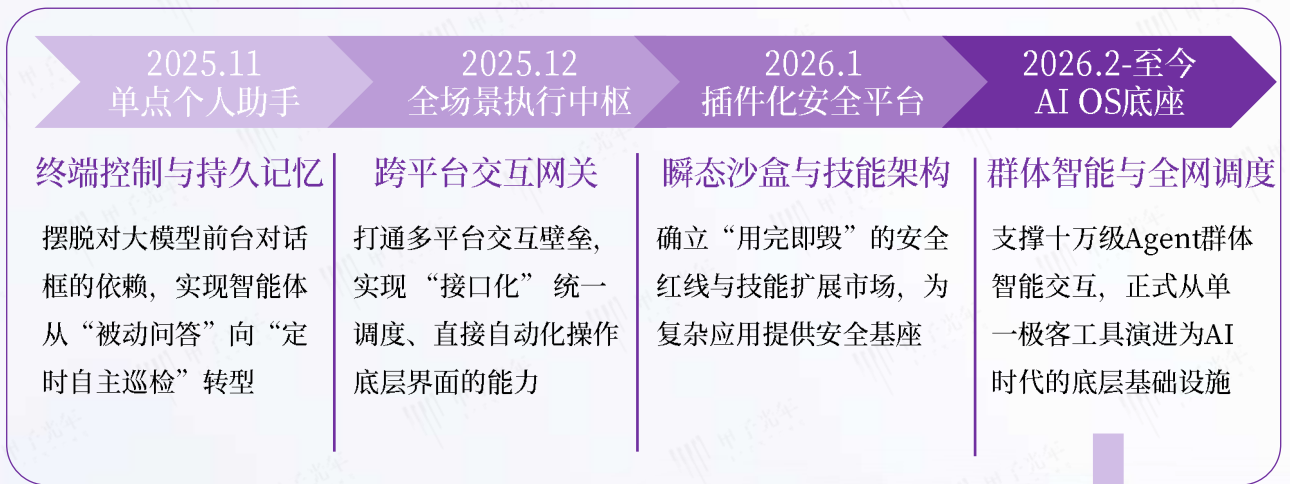 2025.11
单点个人助手
2025.12
全场景执行中枢
2026.1
插件化安全平台
2026.2-至今
AI OS底座
终端控制与持久记忆
摆脱对大模型前台对话
框的依赖，实现智能体
从“被动问答”向“定
时自主巡检”转型
跨平台交互网关
打通多平台交互壁垒，
实现 “接口化” 统一
调度、直接自动化操作
底层界面的能力
瞬态沙盒与技能架构
确立“用完即毁”的安全
红线与技能扩展市场，为
复杂应用提供安全基座
群体智能与全网调度
支撑十万级Agent群体
智能交互，正式从单
一极客工具演进为AI
时代的底层基础设施
甲子光年